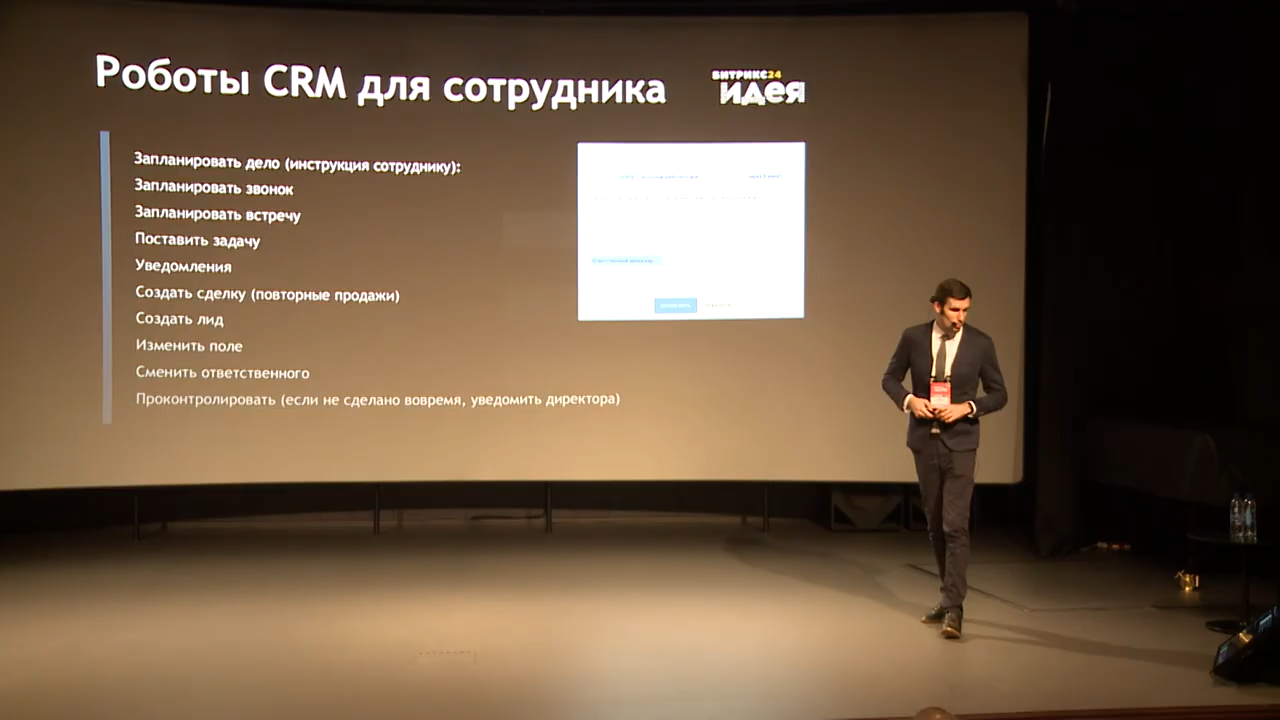 Роботы CRM для сотрудника
БИТРИКС24
идея
Запланировать дело (инструкция сотруднику):
Запланировать звонок
Запланировать встречу
Поставить задачу
Уведомления
Создать сделку (повторные продажи)
Создать лид
Изменить поле
Сменить ответственного
Проконтролировать (если не сделано вовремя, уведомить директора)